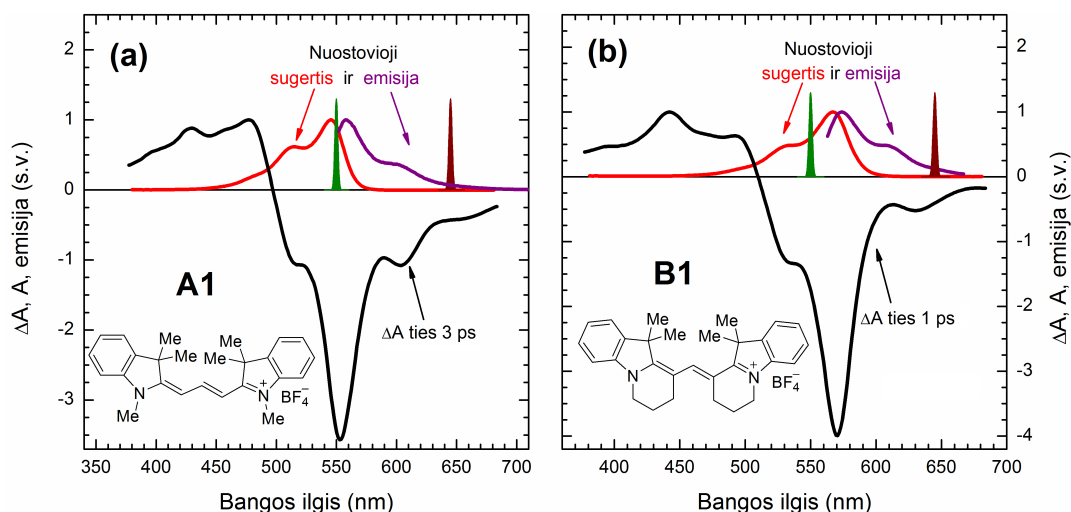 (a)
Nuostovioji
sugertis ir emisija
A1
ΔA ties 3 ps
Me
Me
Me
Me
N
N
+
Me
Me
BF4−
ΔA, A, emisija (s.v.)
2
1
0
-1
-2
-3
350 400 450 500 550 600 650 700
Bangos ilgis (nm)
(b)
Nuostovioji
sugertis ir emisija
B1
ΔA ties 1 ps
Me
Me
Me
Me
N
N
+
BF4−
2
1
0
-1
-2
-3
-4
ΔA, A, emisija (s.v.)
400 450 500 550 600 650 700
Bangos ilgis (nm)